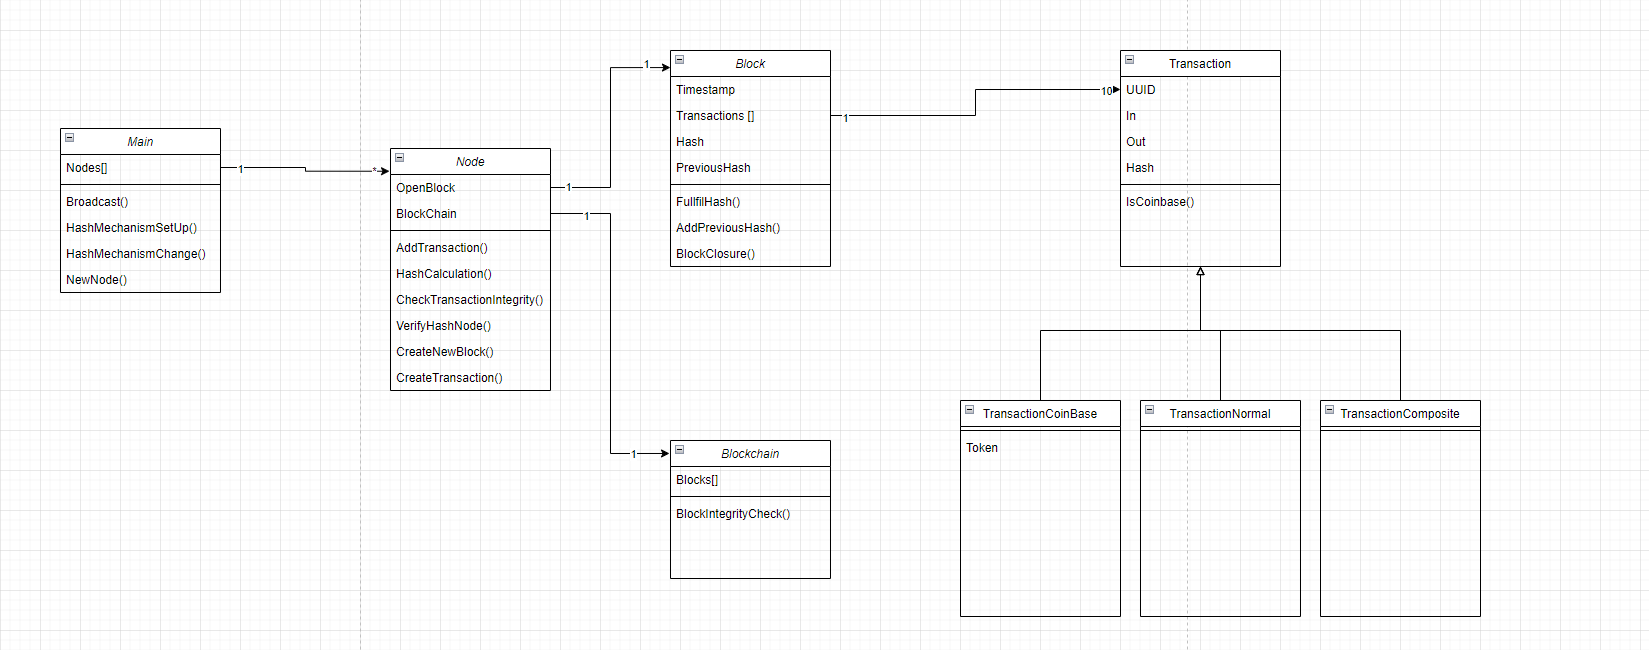 Main
Nodes[]
Broadcast()
HashMechanismSetUp()
HashMechanismChange()
NewNode()
1
*
Node
OpenBlock
BlockChain
AddTransaction()
HashCalculation()
CheckTransactionIntegrity()
VerifyHashNode()
CreateNewBlock()
CreateTransaction()
1
1
1
1
Block
Timestamp
Transactions []
Hash
PreviousHash
FullfilHash()
AddPreviousHash()
BlockClosure()
Blockchain
Blocks[]
BlockIntegrityCheck()
1
10
Transaction
UUID
In
Out
Hash
IsCoinbase()
TransactionCoinBase
Token
TransactionNormal
TransactionComposite